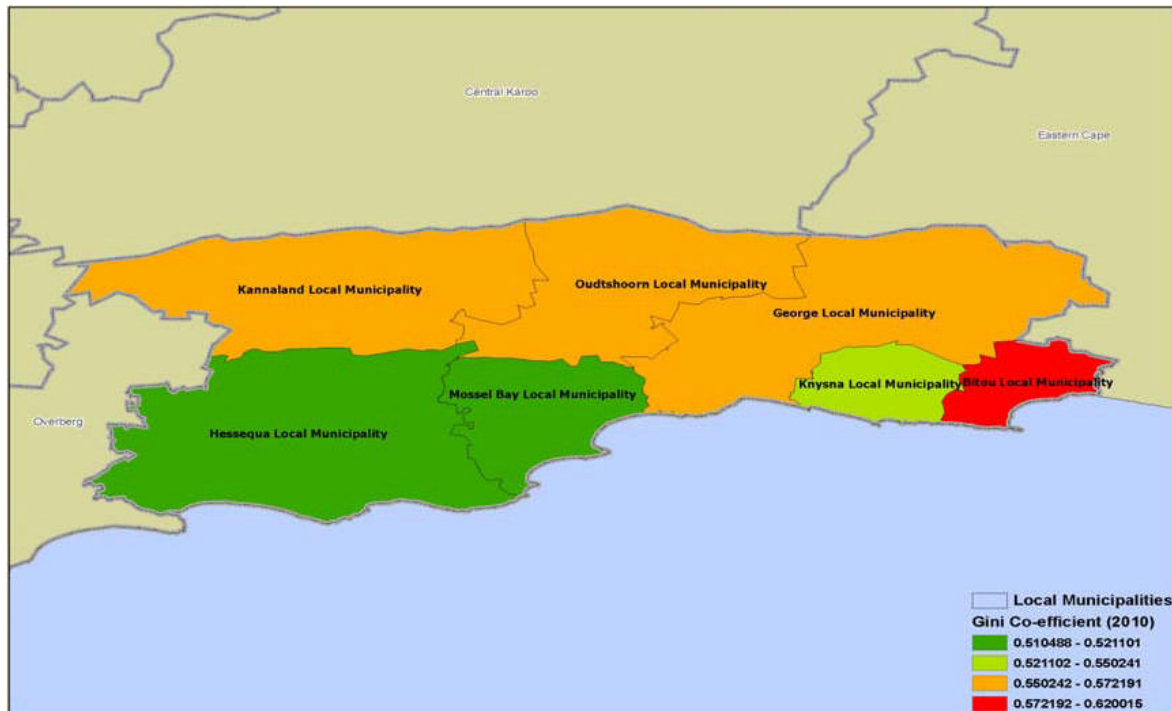 Central Karoo
Eastern Cape
Kannaland Local Municipality
Oudtshoorn Local Municipality
George Local Municipality
Knysna Local Municipality
Bitou Local Municipality
Mossel Bay Local Municipality
Overberg
Hessequa Local Municipality
Local Municipalities
Gini Co-efficient (2010)
0.510488 - 0.521101
0.521102 - 0.550241
0.550242 - 0.572191
0.572192 - 0.620015